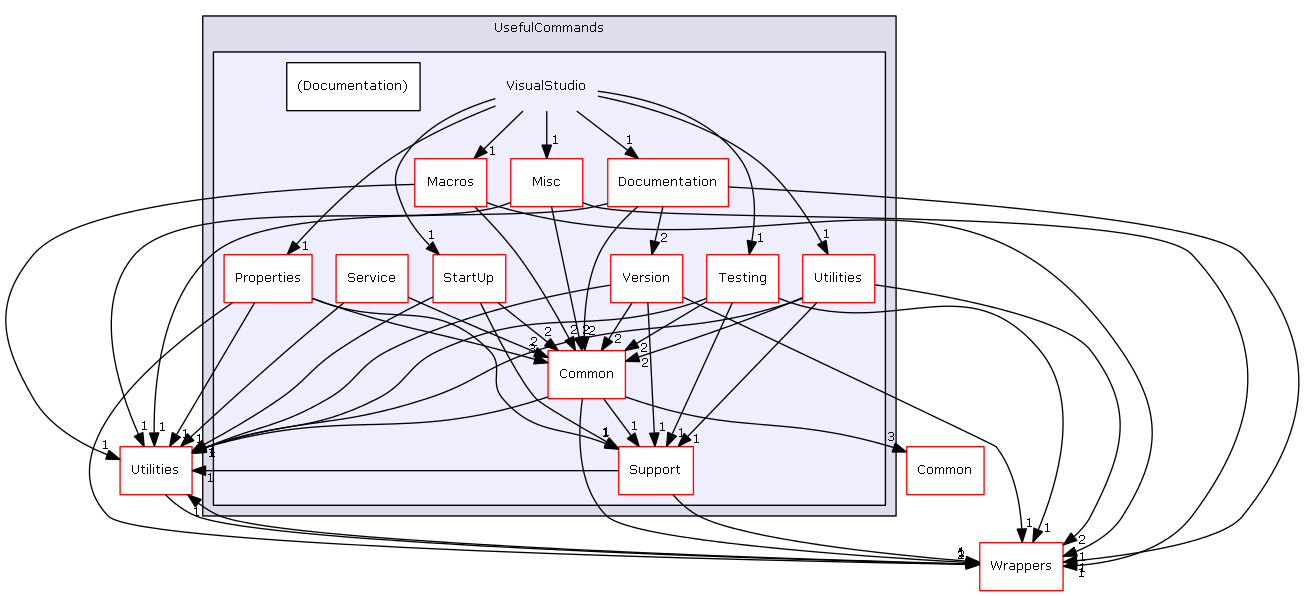 UsefulCommands
(Documentation)
VisualStudio
1
1
1
Macros
Misc
Documentation
1
1
2
1
1
Properties
Service
StartUp
Version
Testing
Utilities
2
2
2
2
2
2
2
2
2
Common
1
1
1
1
1
1
1
1
1
1
1
3
Utilities
Support
Common
1
1
1
1
2
1
2
Wrappers
1
1
1